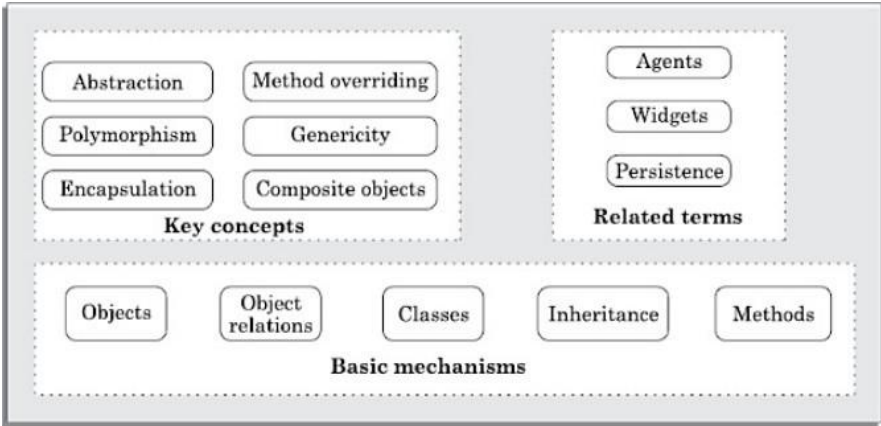 Abstraction
Method overriding
Polymorphism
Genericity
Encapsulation
Composite objects
Key concepts
Agents
Widgets
Persistence
Related terms
Objects
Object
relations
Classes
Inheritance
Methods
Basic mechanisms